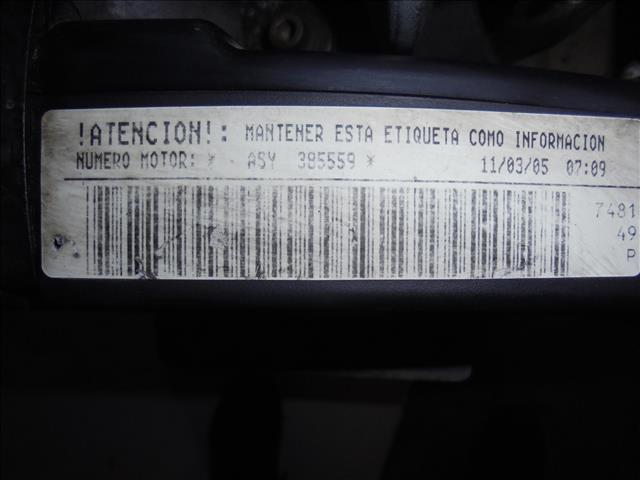 !ATENCION!: MANTENER ESTA ETIQUETA COMO INFORMACION
NUMERO MOTOR: * ASY 385559 * 11/03/05 07:09
7481
49
P